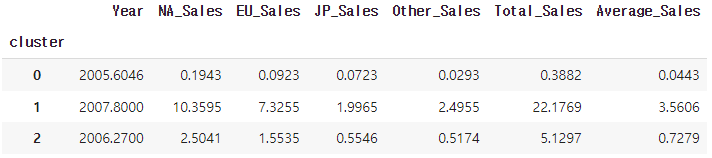 Year NA_Sales EU_Sales JP_Sales Other_Sales Total_Sales Average_Sales
cluster
0 2005.6046 0.1943 0.0923 0.0723 0.0293 0.3882 0.0443
1 2007.8000 10.3595 7.3255 1.9965 2.4955 22.1769 3.5606
2 2006.2700 2.5041 1.5535 0.5546 0.5174 5.1297 0.7279